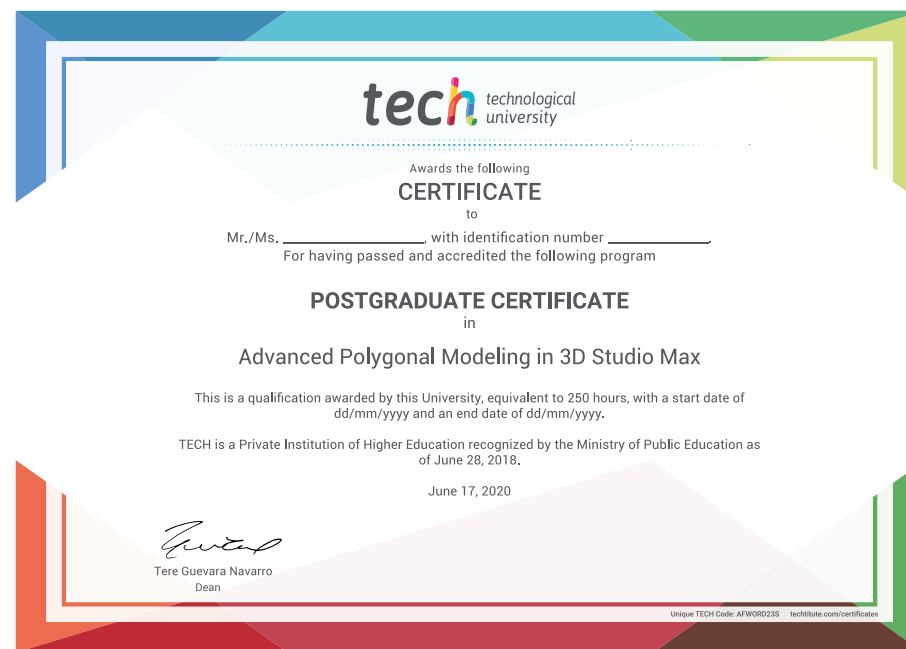 tech technological
university
Awards the following
CERTIFICATE
to
Mr./Ms. ____________________, with identification number ______________.
For having passed and accredited the following program
POSTGRADUATE CERTIFICATE
in
Advanced Polygonal Modeling in 3D Studio Max
This is a qualification awarded by this University, equivalent to 250 hours, with a start date of
dd/mm/yyyy and an end date of dd/mm/yyyy.
TECH is a Private Institution of Higher Education recognized by the Ministry of Public Education as
of June 28, 2018.
June 17, 2020
Tere Guevara Navarro
Dean
Unique TECH Code: AFWORD23S techtitute.com/certificates